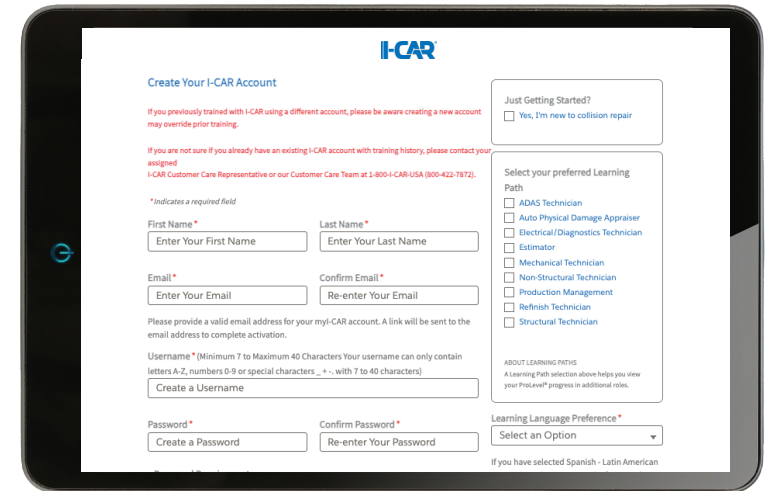 I-CAR
Create Your I-CAR Account
If you previously trained with I-CAR using a different account, please be aware creating a new account
may override prior training.
If you are not sure if you already have an existing I-CAR account with training history, please contact your
assigned
I-CAR Customer Care Representative or our Customer Care Team at 1-800-I-CAR-USA (800-422-7872).
* Indicates a required field
First Name *
Last Name *
Enter Your First Name
Enter Your Last Name
Email *
Confirm Email *
Enter Your Email
Re-enter Your Email
Please provide a valid email address for your myI-CAR account. A link will be sent to the
email address to complete activation.
Username * (Minimum 7 to Maximum 40 Characters Your username can only contain
letters A-Z, numbers 0-9 or special characters _ + -. with 7 to 40 characters)
Create a Username
Password *
Confirm Password *
Create a Password
Re-enter Your Password
Just Getting Started?
Yes, I'm new to collision repair
Select your preferred Learning
Path
ADAS Technician
Auto Physical Damage Appraiser
Electrical/Diagnostics Technician
Estimator
Mechanical Technician
Non-Structural Technician
Production Management
Refinish Technician
Structural Technician
ABOUT LEARNING PATHS
A Learning Path selection above helps you view
your ProLevel® progress in additional roles.
Learning Language Preference *
Select an Option
If you have selected Spanish - Latin American